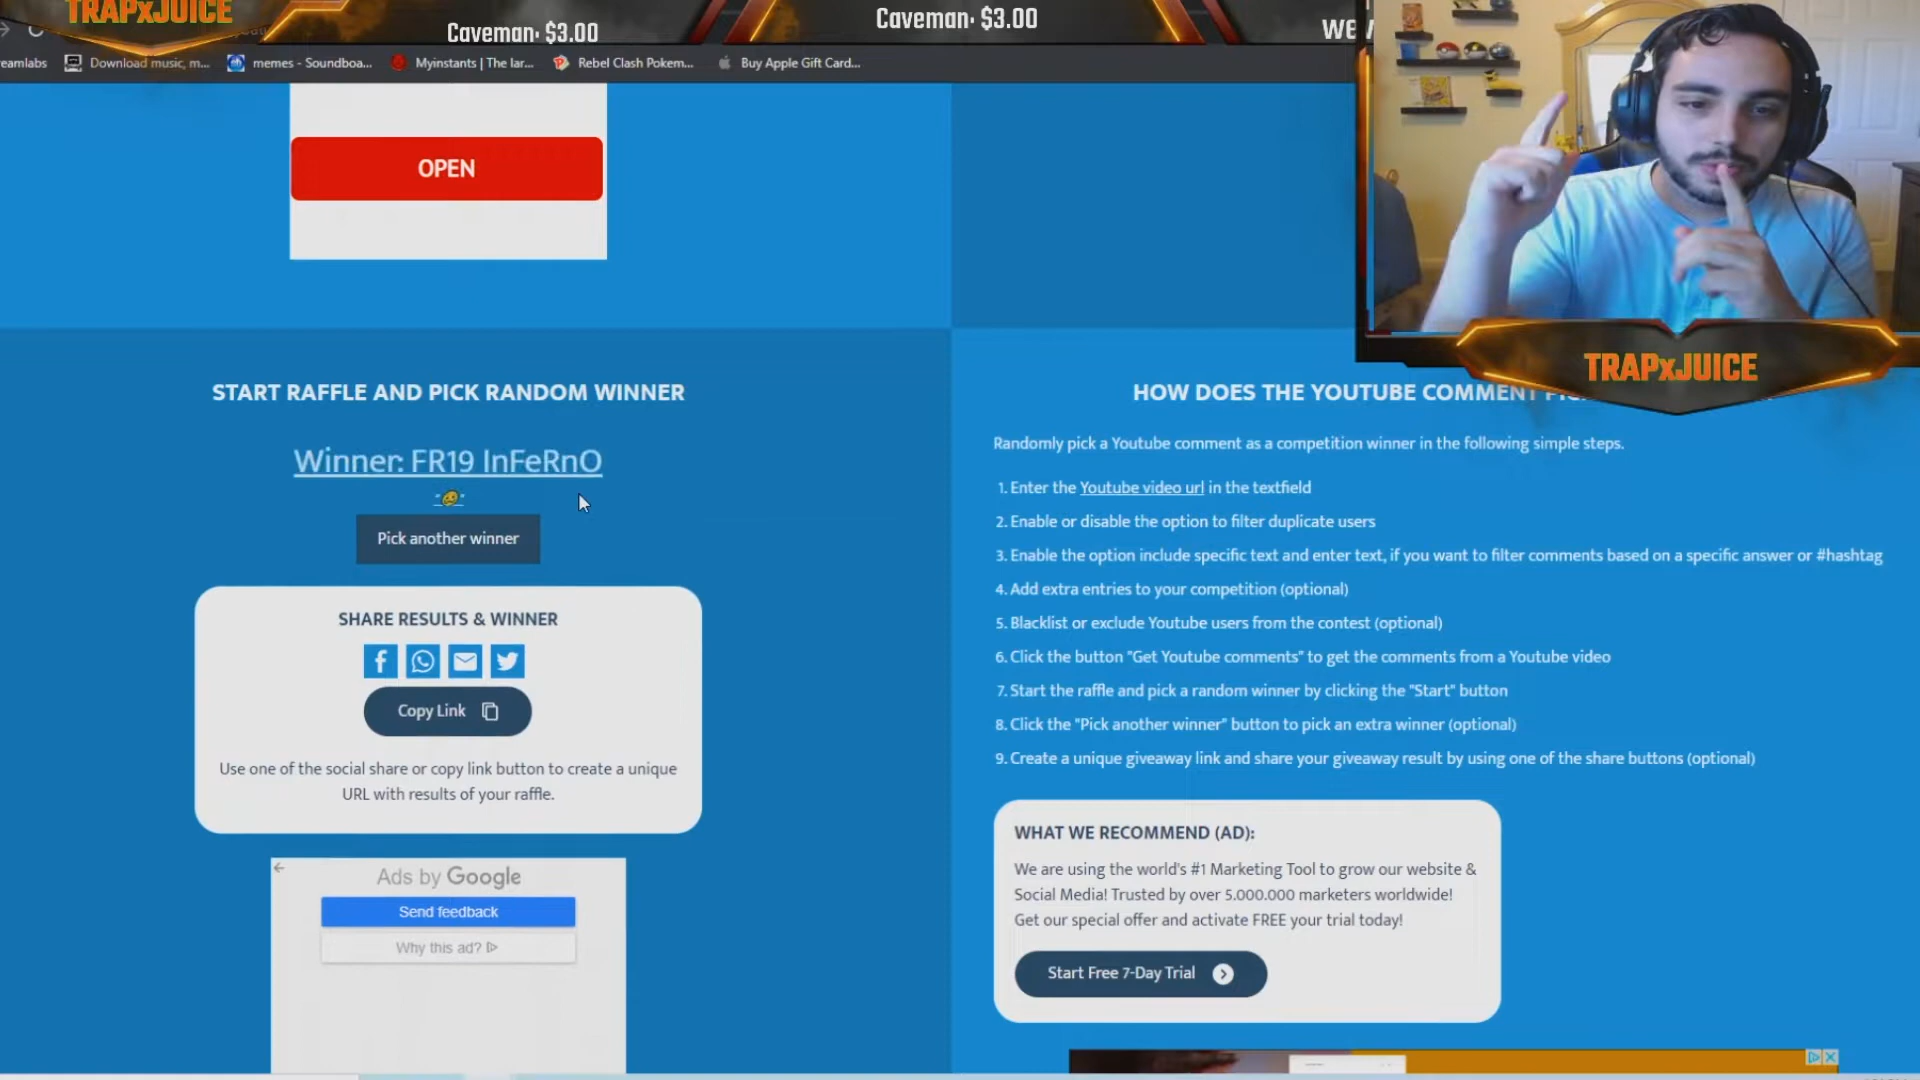 TRAPxJUICE
Caveman: $3.00
Caveman: $3.00
eamlabs
Download music, m...
memes - Soundboa...
Myinstants | The lar...
Rebel Clash Pokem...
Buy Apple Gift Card...
OPEN
TRAPxJUICE
START RAFFLE AND PICK RANDOM WINNER
Winner: FR19 InFeRnO
Pick another winner
SHARE RESULTS & WINNER
Copy Link
Use one of the social share or copy link button to create a unique
URL with results of your raffle.
Ads by Google
Send feedback
Why this ad?
HOW DOES THE YOUTUBE COMMENT
Randomly pick a Youtube comment as a competition winner in the following simple steps.
1. Enter the Youtube video url in the textfield
2. Enable or disable the option to filter duplicate users
3. Enable the option include specific text and enter text, if you want to filter comments based on a specific answer or #hashtag
4. Add extra entries to your competition (optional)
5. Blacklist or exclude Youtube users from the contest (optional)
6. Click the button "Get Youtube comments" to get the comments from a Youtube video
7. Start the raffle and pick a random winner by clicking the "Start" button
8. Click the "Pick another winner" button to pick an extra winner (optional)
9. Create a unique giveaway link and share your giveaway result by using one of the share buttons (optional)
WHAT WE RECOMMEND (AD):
We are using the world's #1 Marketing Tool to grow our website &
Social Media! Trusted by over 5.000.000 marketers worldwide!
Get our special offer and activate FREE your trial today!
Start Free 7-Day Trial